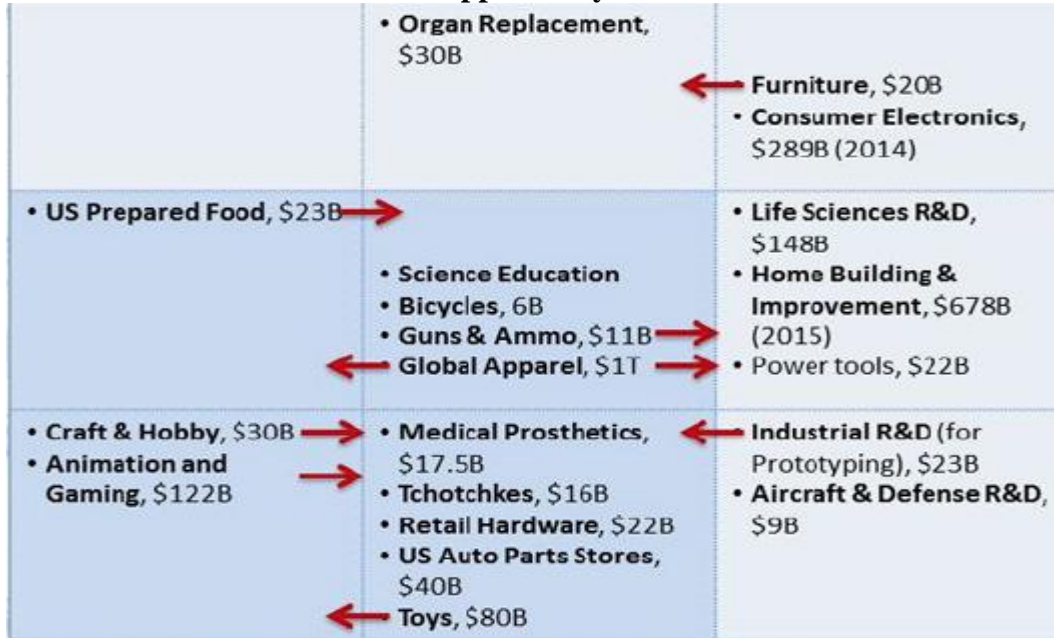 • Organ Replacement,
$30B
• Furniture, $20B
• Consumer Electronics,
$289B (2014)
• US Prepared Food, $23B
• Science Education
• Bicycles, 6B
• Guns & Ammo, $11B
• Global Apparel, $1T
• Life Sciences R&D,
$148B
• Home Building &
Improvement, $678B
(2015)
• Power tools, $22B
• Craft & Hobby, $30B
• Animation and
Gaming, $122B
• Medical Prosthetics,
$17.5B
• Tchotchkes, $16B
• Retail Hardware, $22B
• US Auto Parts Stores,
$40B
• Toys, $80B
• Industrial R&D (for
Prototyping), $23B
• Aircraft & Defense R&D,
$9B